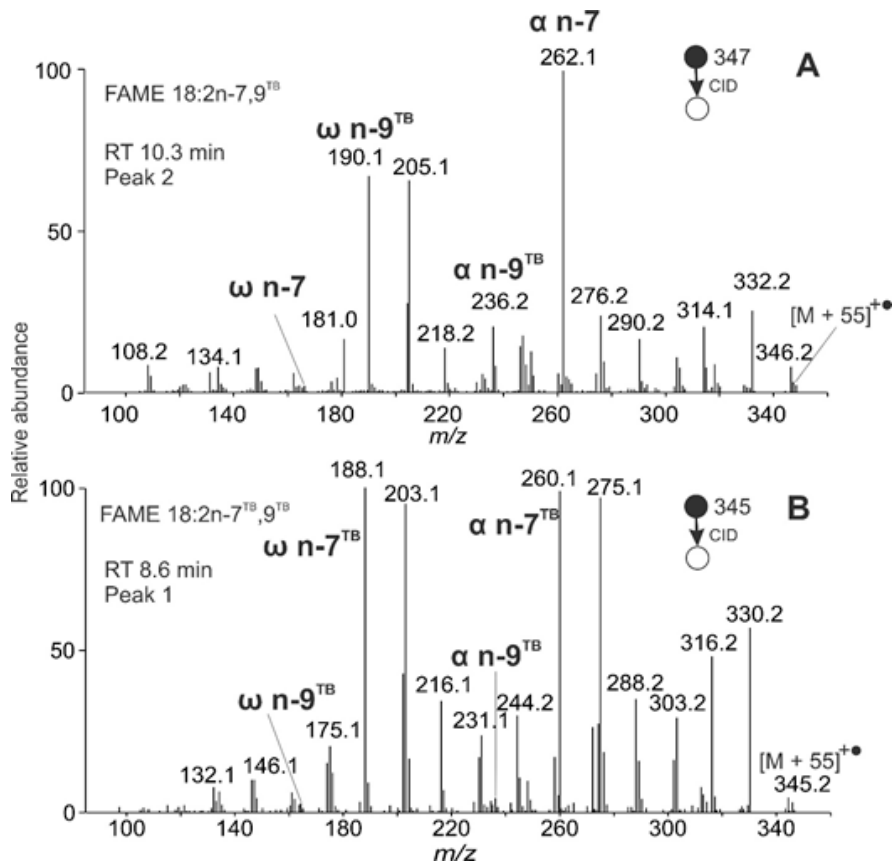 α n-7
262.1
A
347
CID
100
FAME 18:2n-7,9ᵀᴮ
ω n-9ᵀᴮ
190.1
205.1
RT 10.3 min
Peak 2
50
α n-9ᵀᴮ
ω n-7
236.2
276.2
332.2
181.0
314.1
[M + 55]⁺●
218.2
290.2
346.2
108.2
134.1
0
100 140 180 220 260 300 340
m/z
Relative abundance
188.1
260.1
B
345
CID
100
203.1
275.1
FAME 18:2n-7ᵀᴮ,9ᵀᴮ
ω n-7ᵀᴮ
α n-7ᵀᴮ
RT 8.6 min
Peak 1
330.2
50
316.2
α n-9ᵀᴮ
ω n-9ᵀᴮ
216.1
244.2
288.2
303.2
231.1
175.1
[M + 55]⁺●
132.1
146.1
345.2
0
100 140 180 220 260 300 340
m/z